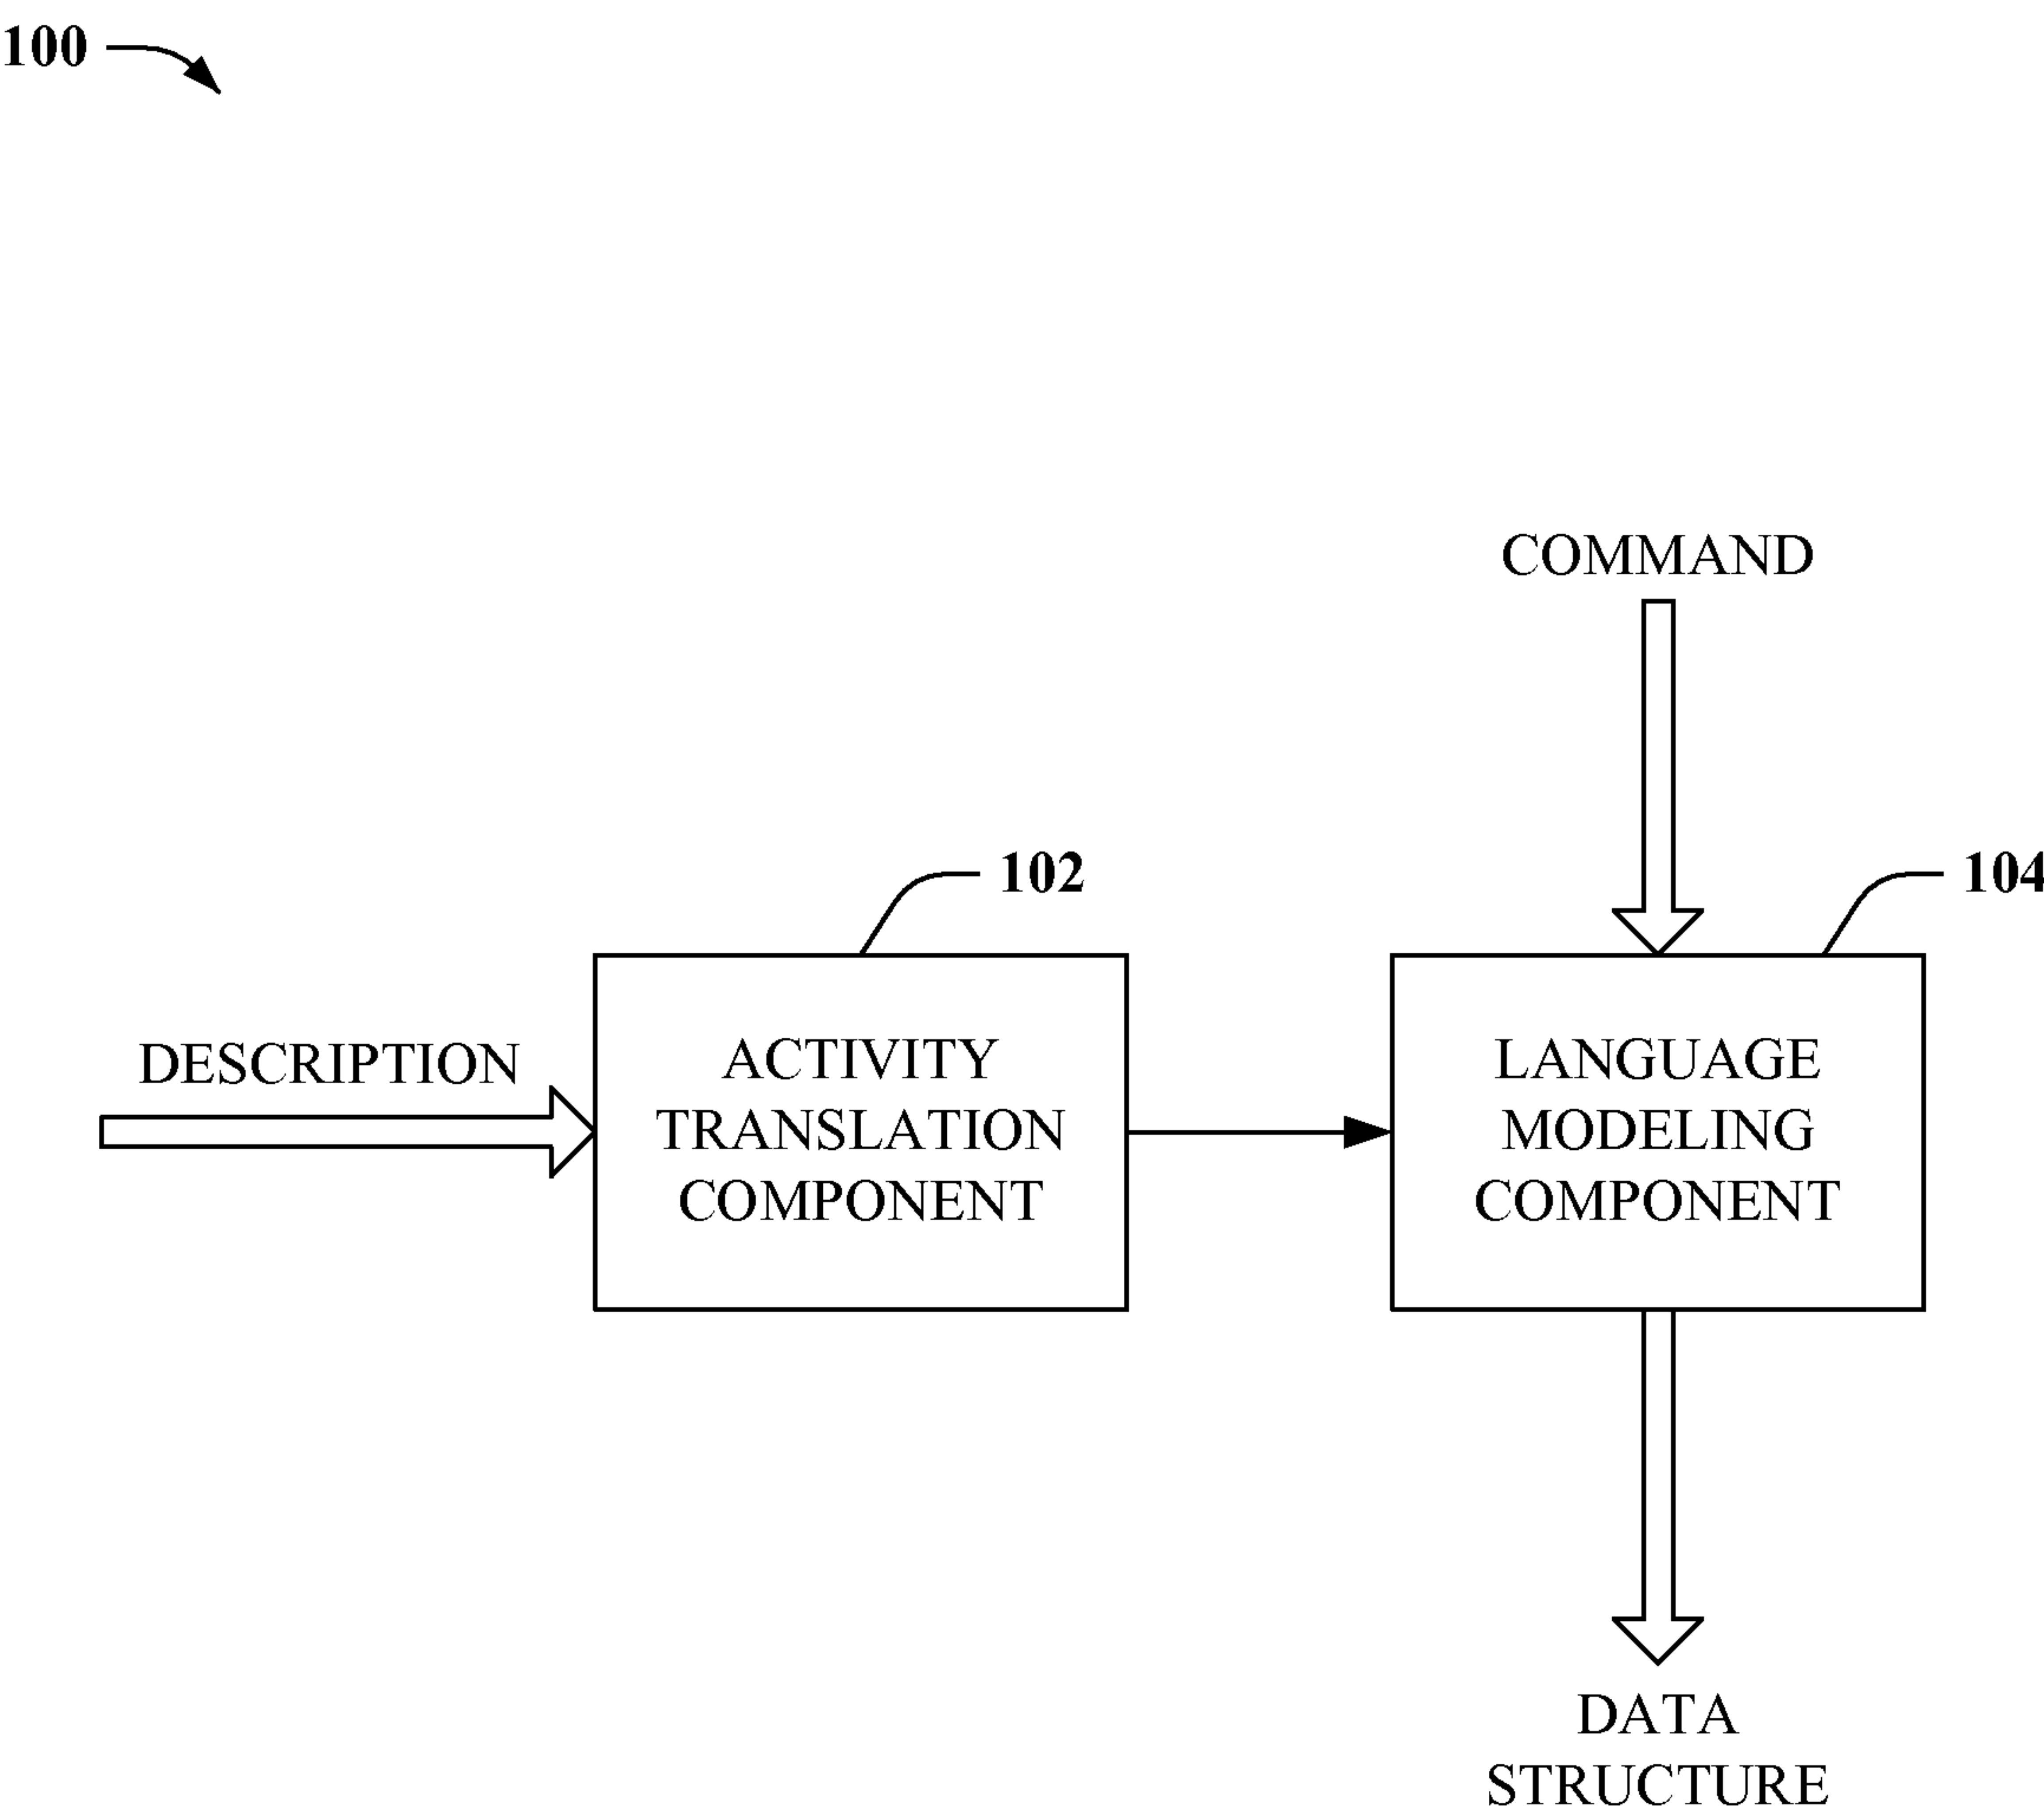 100
COMMAND
102
104
DESCRIPTION
ACTIVITY
TRANSLATION
COMPONENT
LANGUAGE
MODELING
COMPONENT
DATA
STRUCTURE